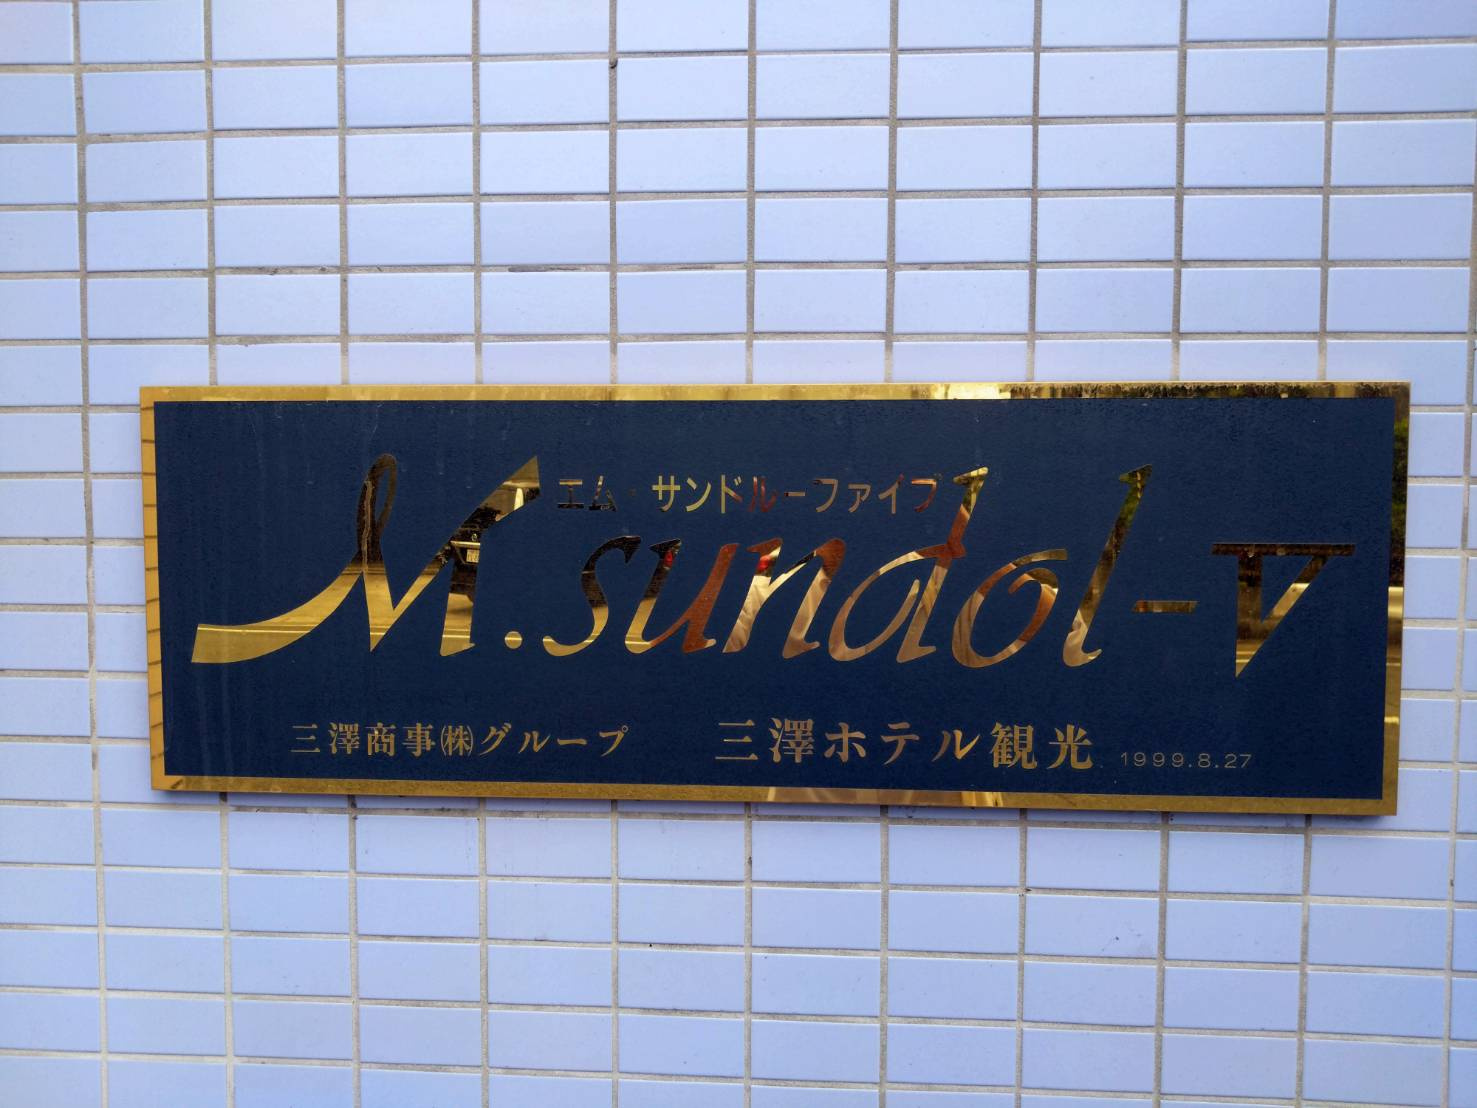 エム・サンドル－ファイブ
M.sundol-V
三澤商事㈱グループ 三澤ホテル観光 1999.8.27